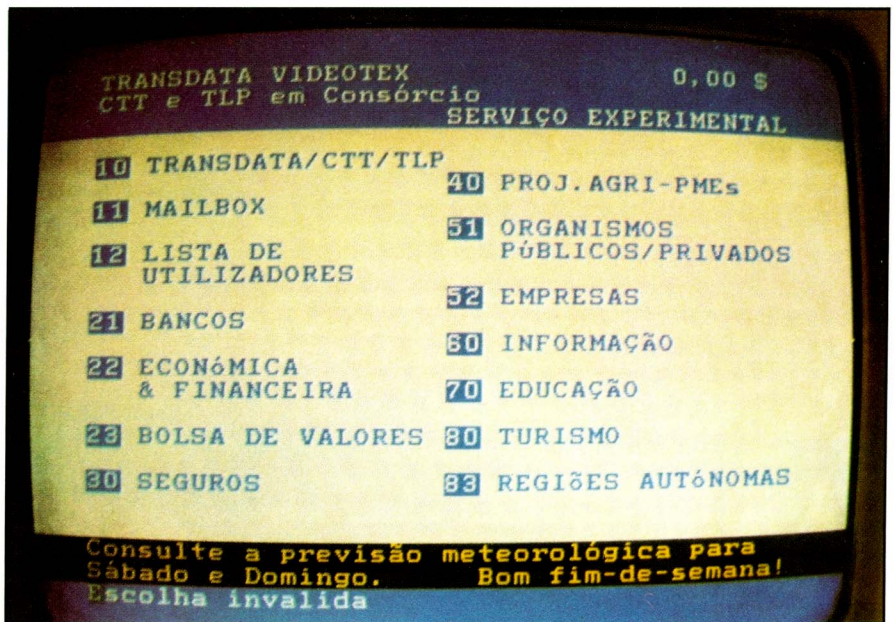 TRANSDATA VIDEOTEX
0,00 $
CTT e TLP em Consórcio
SERVIÇO EXPERIMENTAL
10 TRANSDATA/CTT/TLP
11 MAILBOX
12 LISTA DE
UTILIZADORES
21 BANCOS
22 ECONóMICA
& FINANCEIRA
23 BOLSA DE VALORES
30 SEGUROS
40 PROJ.AGRI-PMEs
51 ORGANISMOS
PúBLICOS/PRIVADOS
52 EMPRESAS
60 INFORMAÇÃO
70 EDUCAÇÃO
80 TURISMO
83 REGIõES AUTóNOMAS
Consulte a previsão meteorológica para
Sábado e Domingo. Bom fim-de-semana!
Escolha invalida